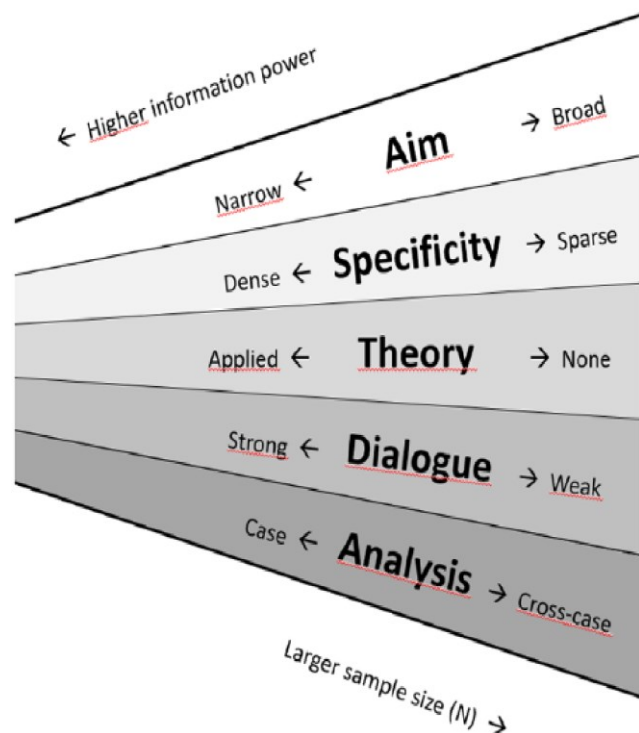 ← Higher information power
Narrow ← Aim → Broad
Dense ← Specificity → Sparse
Applied ← Theory → None
Strong ← Dialogue → Weak
Case ← Analysis → Cross-case
Larger sample size (N) →